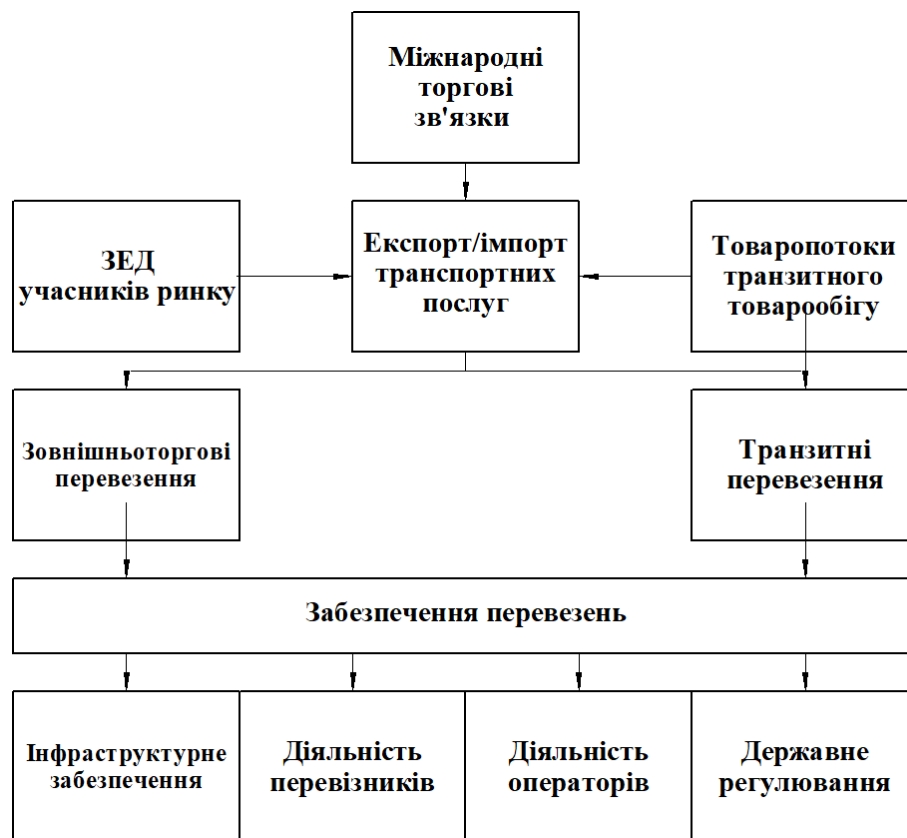 Міжнародні
торгові
зв'язки
ЗЕД
учасників ринку
Експорт/імпорт
транспортних
послуг
Товаропотоки
транзитного
товарообігу
Зовнішньоторгові
перевезення
Транзитні
перевезення
Забезпечення перевезень
Інфраструктурне
забезпечення
Діяльність
перевізників
Діяльність
операторів
Державне
регулювання